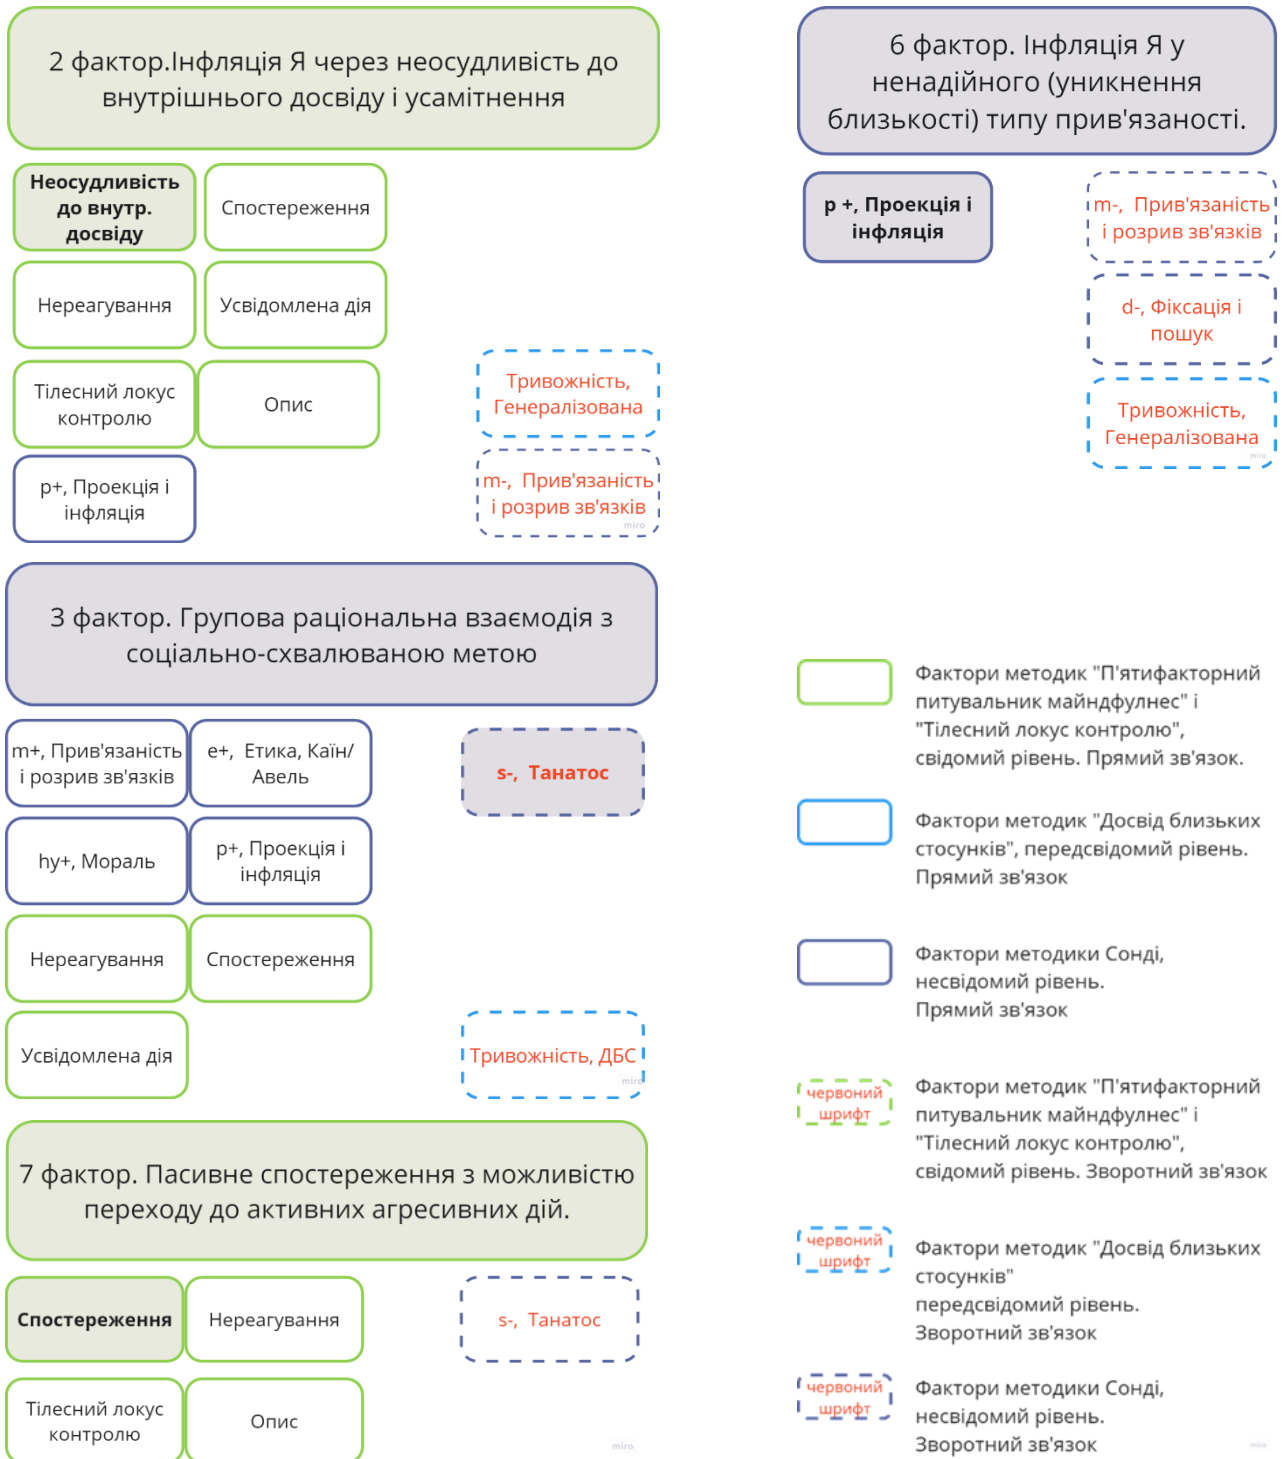 2 фактор.Інфляція Я через неосудливість до
внутрішнього досвіду і усамітнення
Неосудливість
до внутр.
досвіду
Спостереження
Нереагування
Усвідомлена дія
Тілесний локус
контролю
Опис
Тривожність,
Генералізована
p+, Проекція і
інфляція
m-, Прив'язаність
і розрив зв'язків
miro
6 фактор. Інфляція Я у
ненадійного (уникнення
близькості) типу прив'язаності.
p +, Проекція і
інфляція
m-, Прив'язаність
і розрив зв'язків
d-, Фіксація і
пошук
Тривожність,
Генералізована
miro
3 фактор. Групова раціональна взаємодія з
соціально-схвалюваною метою
m+, Прив'язаність
і розрив зв'язків
e+, Етика, Каїн/
Авель
s-, Танатос
hy+, Мораль
p+, Проекція і
інфляція
Нереагування
Спостереження
Усвідомлена дія
Тривожність, ДБС
miro
7 фактор. Пасивне спостереження з можливістю
переходу до активних агресивних дій.
Спостереження
Нереагування
s-, Танатос
Тілесний локус
контролю
Опис
miro
Фактори методик "П'ятифакторний
питувальник майндфулнес" і
"Тілесний локус контролю",
свідомий рівень. Прямий зв'язок.
Фактори методик "Досвід близьких
стосунків", передсвідомий рівень.
Прямий зв'язок
Фактори методики Сонді,
несвідомий рівень.
Прямий зв'язок
червоний
шрифт
Фактори методик "П'ятифакторний
питувальник майндфулнес" і
"Тілесний локус контролю",
свідомий рівень. Зворотний зв'язок
червоний
шрифт
Фактори методик "Досвід близьких
стосунків"
передсвідомий рівень.
Зворотний зв'язок
червоний
шрифт
Фактори методики Сонді,
несвідомий рівень.
Зворотний зв'язок
miro